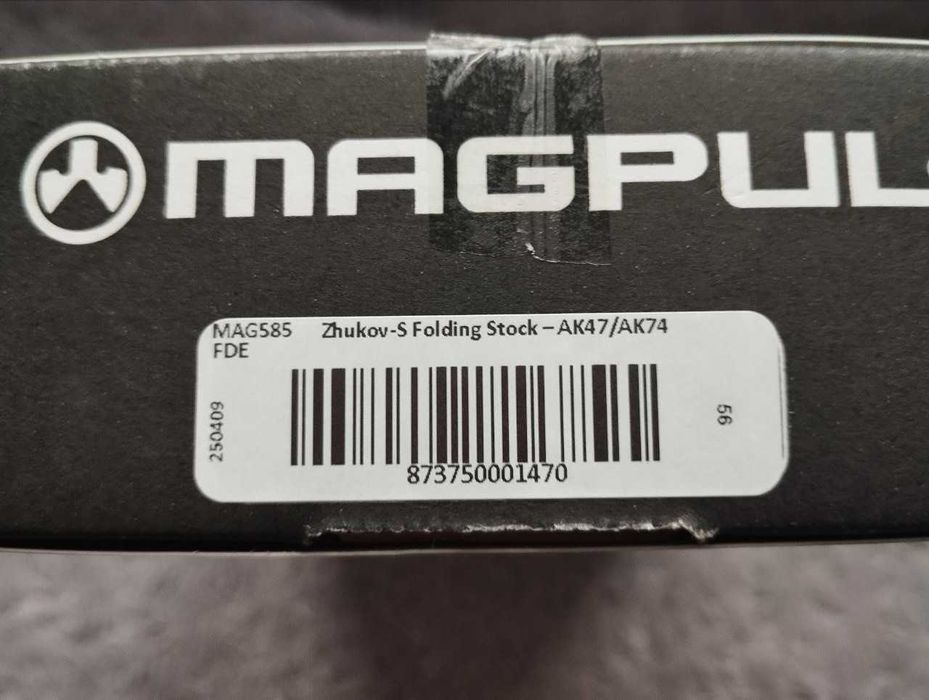 MAGPUL
MAG585 Zhukov-S Folding Stock – AK47/AK74
FDE
250409
56
873750001470